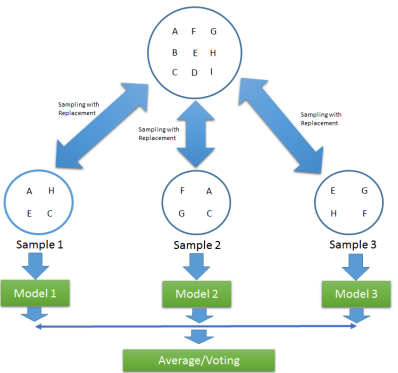 A F G
B E H
C D I
Sampling with
Replacement
Sampling with
Replacement
Sampling with
Replacement
A H
E C
F A
G C
E G
H F
Sample 1
Sample 2
Sample 3
Model 1
Model 2
Model 3
Average/Voting